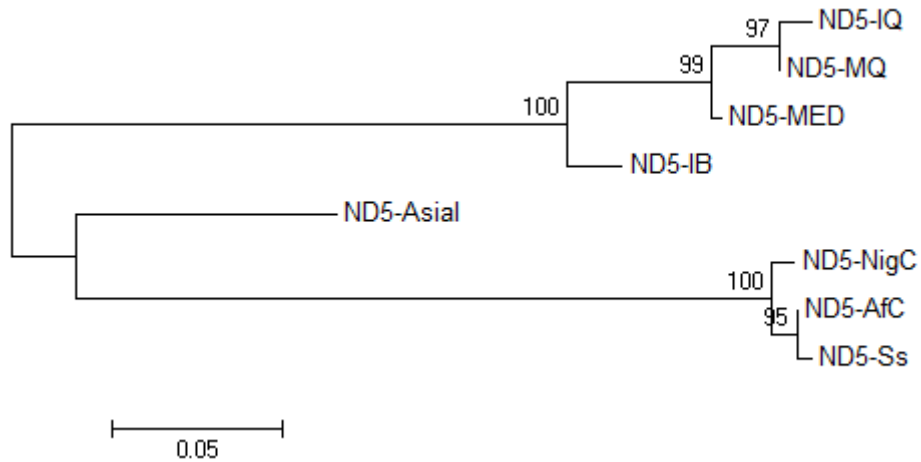 97
ND5-IQ
99
ND5-MQ
100
ND5-MED
ND5-IB
ND5-AsiaI
100
ND5-NigC
95
ND5-AfC
ND5-Ss
0.05